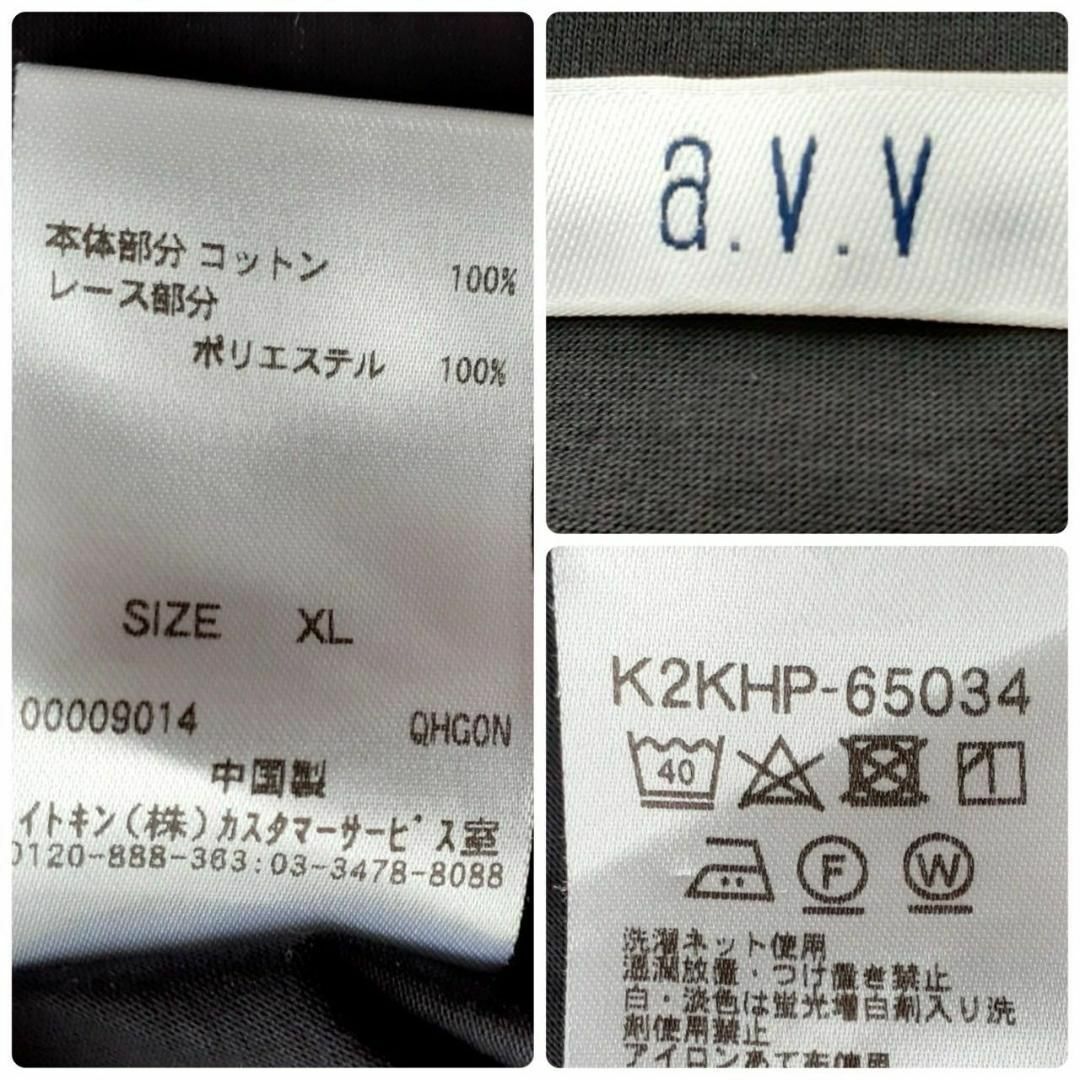 本体部分 コットン 100%
レース部分
ポリエステル 100%
SIZE XL
00009014 QHGON
中国製
イトキン(株)カスタマーサービス室
0120-888-363:03-3478-8088
a.v.v
K2KHP-65034
40
F W
洗濯ネット使用
湿潤放置・つけ置き禁止
白・淡色は蛍光増白剤入り洗
剤使用禁止
アイロンあて布使用